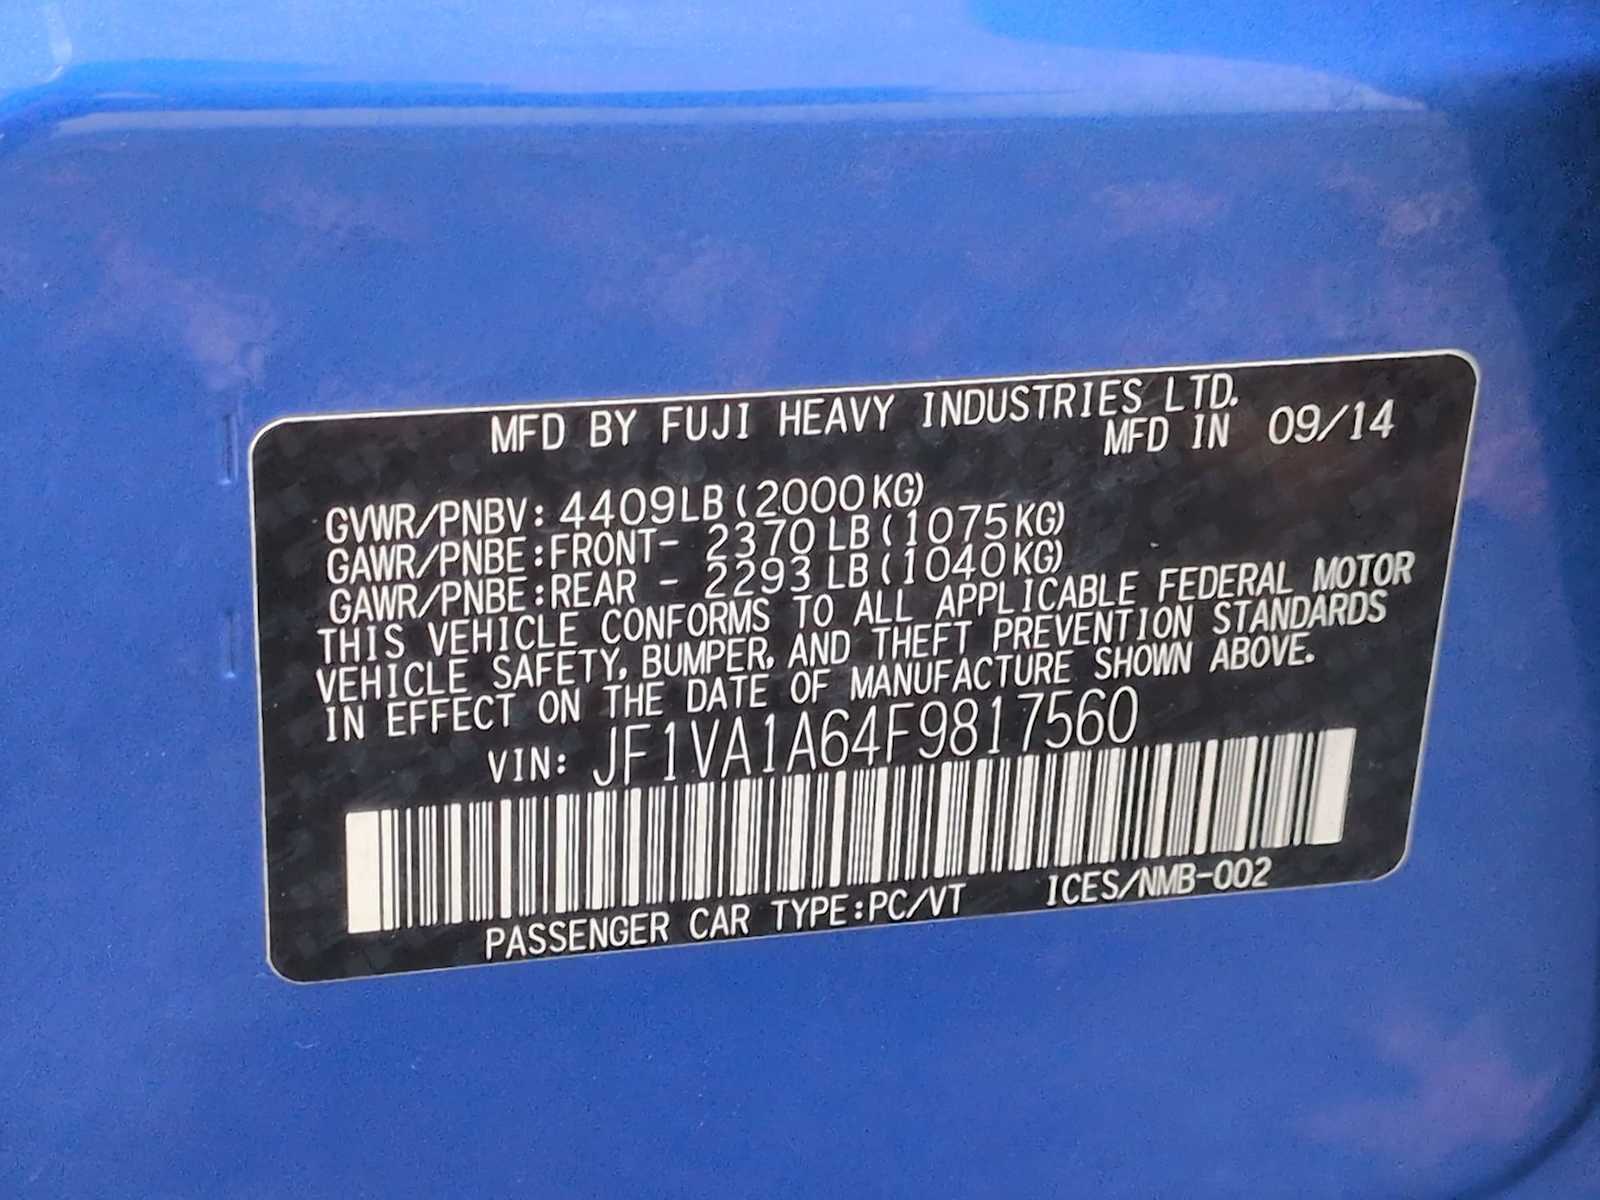 MFD BY FUJI HEAVY INDUSTRIES LTD.
MFD IN 09/14
GVWR/PNBV: 4409LB(2000KG)
GAWR/PNBE:FRONT- 2370LB(1075KG)
GAWR/PNBE:REAR - 2293LB(1040KG)
THIS VEHICLE CONFORMS TO ALL APPLICABLE FEDERAL MOTOR
VEHICLE SAFETY, BUMPER, AND THEFT PREVENTION STANDARDS
IN EFFECT ON THE DATE OF MANUFACTURE SHOWN ABOVE.
VIN: JF1VA1A64F9817560
PASSENGER CAR TYPE:PC/VT ICES/NMB-002